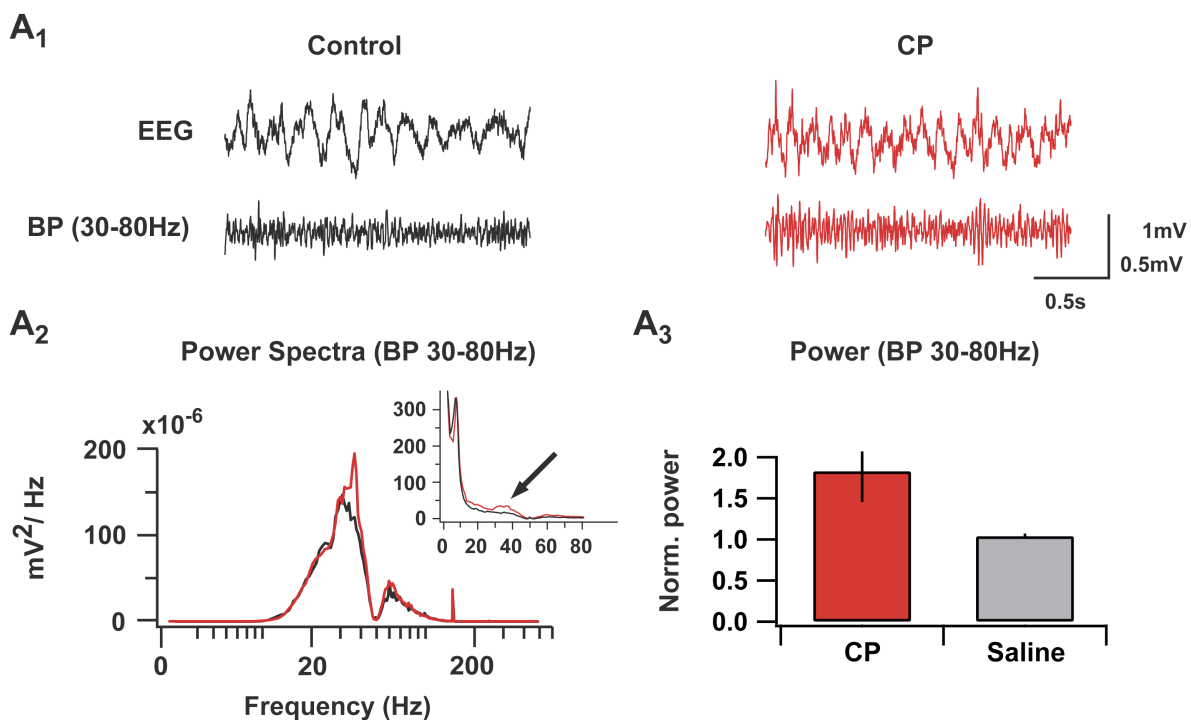 A1
Control
CP
EEG
BP (30-80Hz)
1mV
0.5mV
0.5s
A2
Power Spectra (BP 30-80Hz)
x10-6
200
100
0
mV2/ Hz
0
20
200
Frequency (Hz)
300
200
100
0
0
20
40
60
80
A3
Power (BP 30-80Hz)
Norm. power
2.0
1.5
1.0
0.5
0.0
CP
Saline